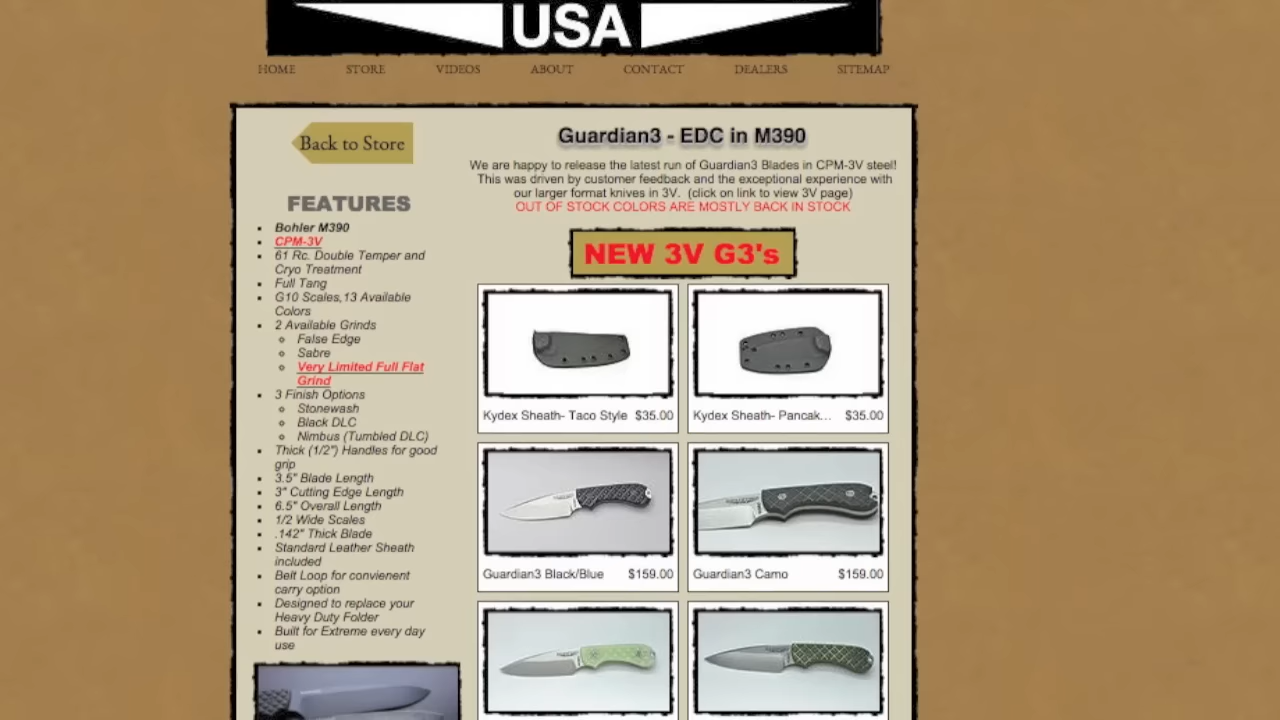 USA
HOME
STORE
VIDEOS
ABOUT
CONTACT
DEALERS
SITEMAP
Back to Store
FEATURES
Bohler M390
CPM-3V
61 Rc. Double Temper and
Cryo Treatment
Full Tang
G10 Scales,13 Available
Colors
2 Available Grinds
False Edge
Sabre
Very Limited Full Flat
Grind
3 Finish Options
Stonewash
Black DLC
Nimbus (Tumbled DLC)
Thick (1/2") Handles for good
grip
3.5" Blade Length
3" Cutting Edge Length
6.5" Overall Length
1/2 Wide Scales
.142" Thick Blade
Standard Leather Sheath
included
Belt Loop for convienent
carry option
Designed to replace your
Heavy Duty Folder
Built for Extreme every day
use
Guardian3 - EDC in M390
We are happy to release the latest run of Guardian3 Blades in CPM-3V steel!
This was driven by customer feedback and the exceptional experience with
our larger format knives in 3V. (click on link to view 3V page)
OUT OF STOCK COLORS ARE MOSTLY BACK IN STOCK
NEW 3V G3's
Kydex Sheath- Taco Style $35.00
Kydex Sheath- Pancak... $35.00
Guardian3 Black/Blue $159.00
Guardian3 Camo $159.00